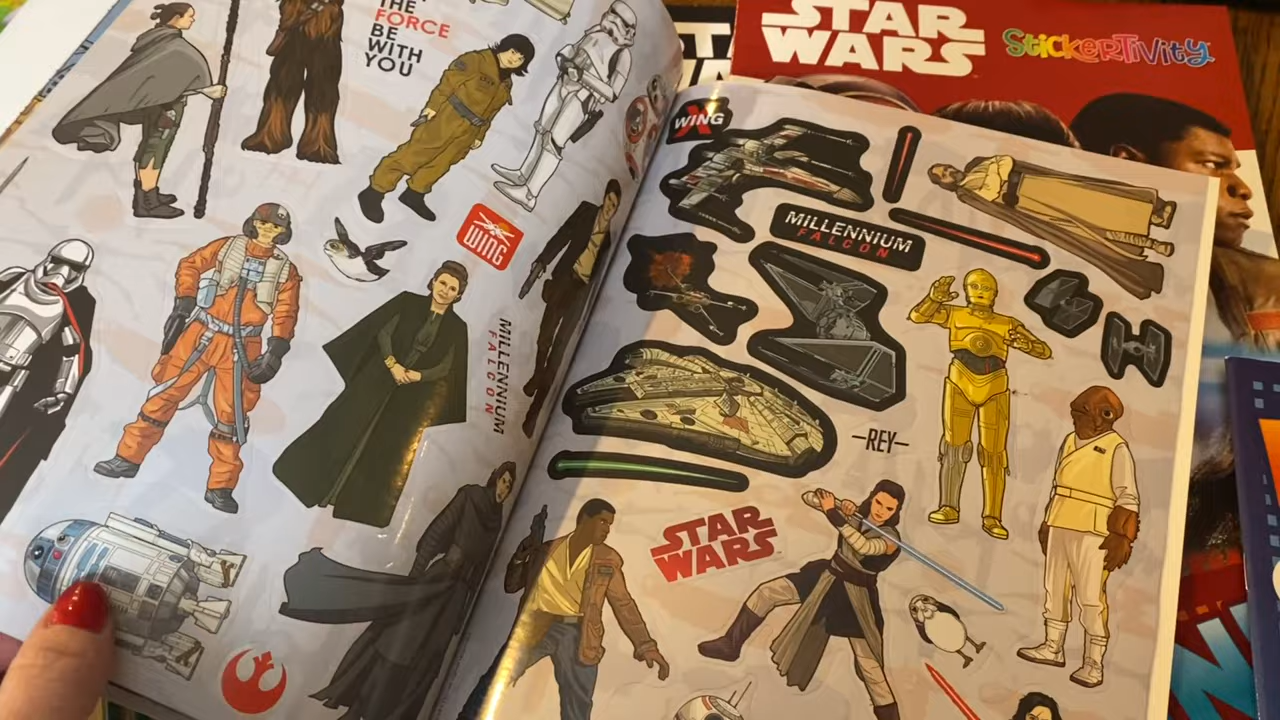 THE
FORCE
BE
WITH
YOU
X
WING
MILLENNIUM
FALCON
X
WING
MILLENNIUM
FALCON
-REY-
STAR
WARS
STAR
WARS
STICKERTIVITY